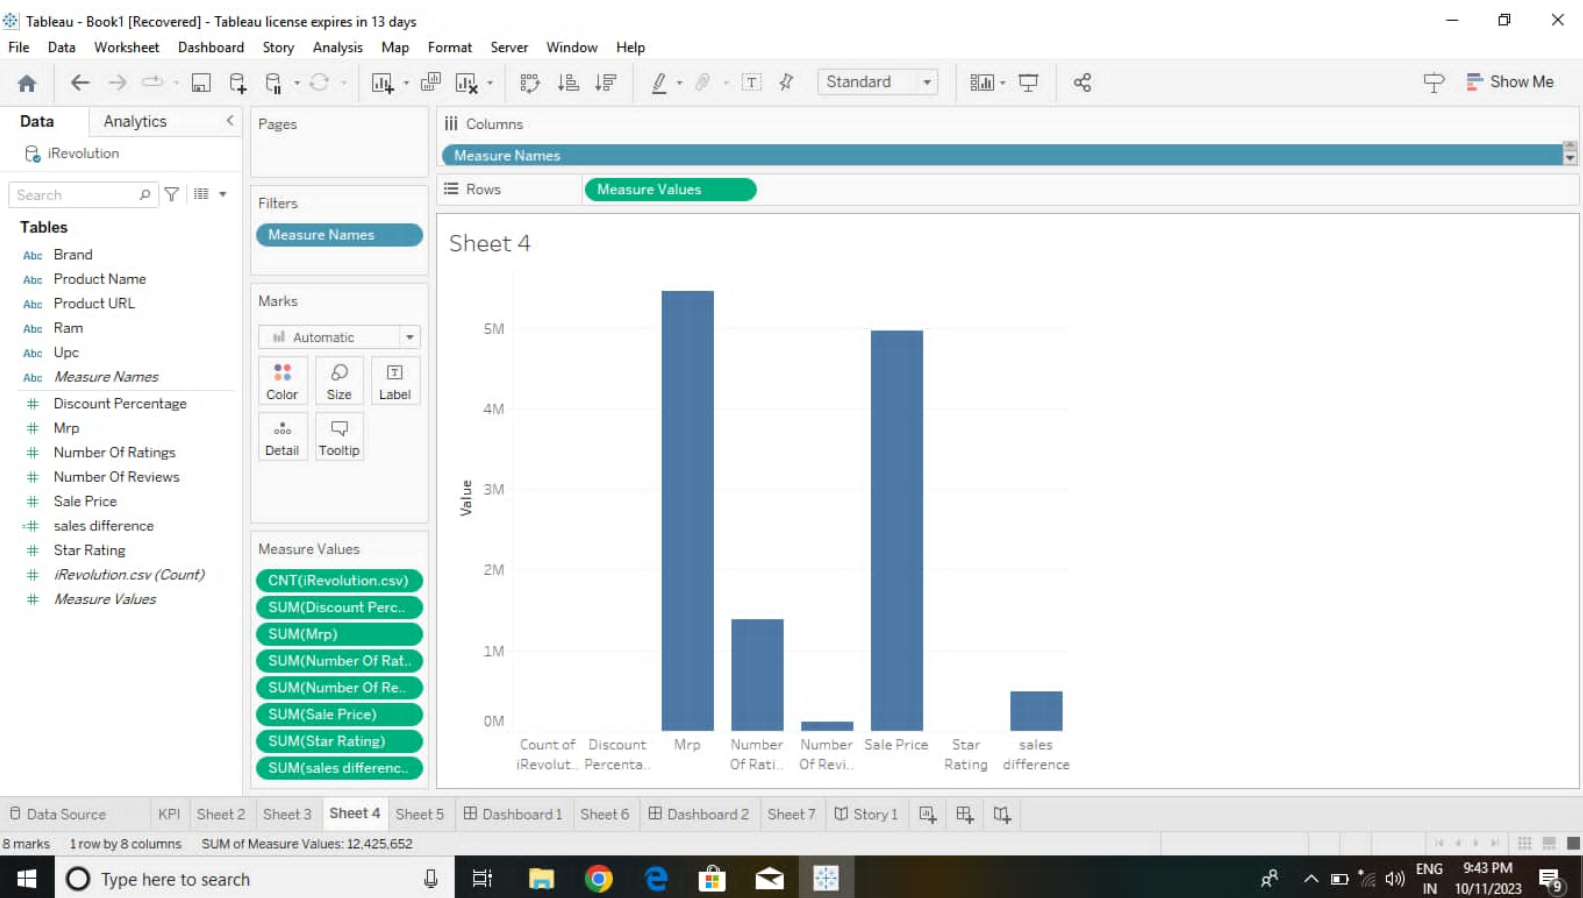 Tableau - Book1 [Recovered] - Tableau license expires in 13 days
File Data Worksheet Dashboard Story Analysis Map Format Server Window Help
Standard
Show Me
Data Analytics
iRevolution
Search
Tables
Abc Brand
Abc Product Name
Abc Product URL
Abc Ram
Abc Upc
Abc Measure Names
# Discount Percentage
# Mrp
# Number Of Ratings
# Number Of Reviews
# Sale Price
=# sales difference
# Star Rating
# iRevolution.csv (Count)
# Measure Values
Pages
Filters
Measure Names
Marks
Automatic
Color Size Label
Detail Tooltip
Measure Values
CNT(iRevolution.csv)
SUM(Discount Perc..
SUM(Mrp)
SUM(Number Of Rat..
SUM(Number Of Re..
SUM(Sale Price)
SUM(Star Rating)
SUM(sales differenc..
Columns
Measure Names
Rows
Measure Values
Sheet 4
Value
5M
4M
3M
2M
1M
0M
Count of Discount Mrp Number Number Sale Price Star sales
iRevolut.. Percenta.. Of Rati.. Of Revi.. Rating difference
Data Source KPI Sheet 2 Sheet 3 Sheet 4 Sheet 5 Dashboard 1 Sheet 6 Dashboard 2 Sheet 7 Story 1
8 marks 1 row by 8 columns SUM of Measure Values: 12,425,652
Type here to search
ENG 9:43 PM
IN 10/11/2023
9